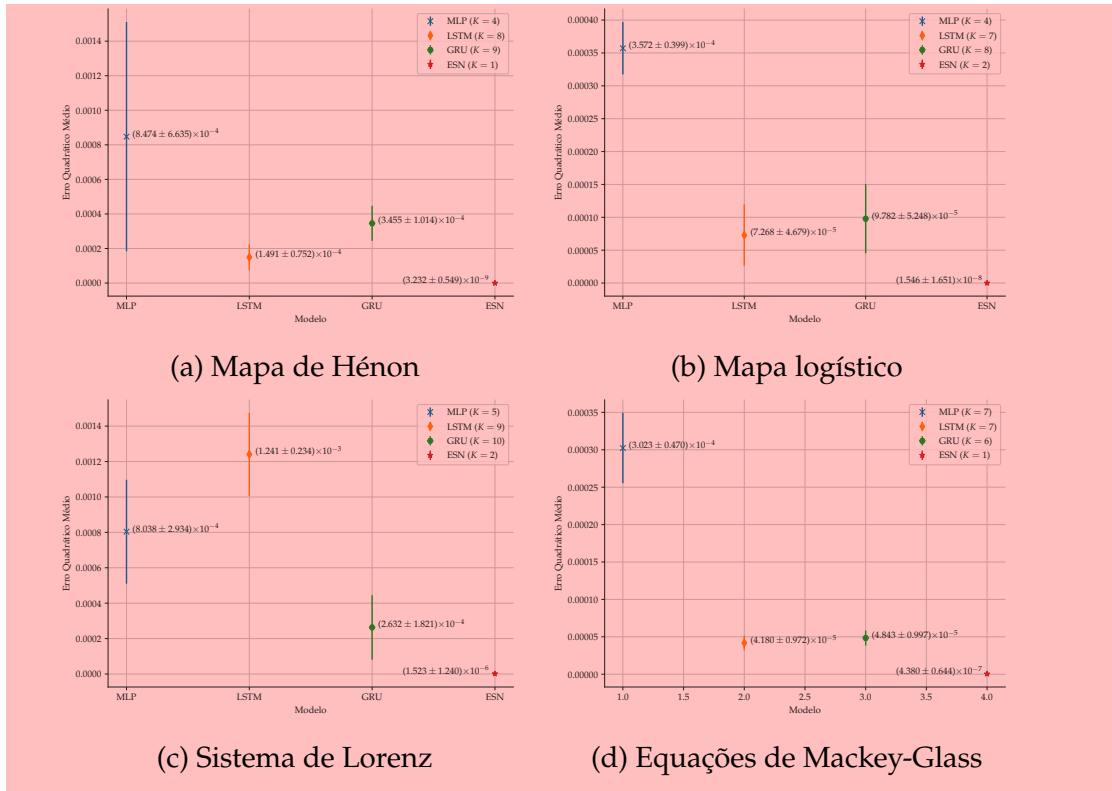 0.0014
0.0012
0.0010
0.0008
0.0006
0.0004
0.0002
0.0000
Erro Quadrático Médio
MLP (K = 4)
LSTM (K = 8)
GRU (K = 9)
ESN (K = 1)
(8.474 ± 6.635)×10⁻⁴
(1.491 ± 0.752)×10⁻⁴
(3.455 ± 1.014)×10⁻⁴
(3.232 ± 0.549)×10⁻⁹
MLP LSTM GRU ESN
Modelo
(a) Mapa de Hénon
0.00040
0.00035
0.00030
0.00025
0.00020
0.00015
0.00010
0.00005
0.00000
Erro Quadrático Médio
MLP (K = 4)
LSTM (K = 7)
GRU (K = 8)
ESN (K = 2)
(3.572 ± 0.399)×10⁻⁴
(7.268 ± 4.679)×10⁻⁵
(9.782 ± 5.248)×10⁻⁵
(1.546 ± 1.651)×10⁻⁸
MLP LSTM GRU ESN
Modelo
(b) Mapa logístico
0.0014
0.0012
0.0010
0.0008
0.0006
0.0004
0.0002
0.0000
Erro Quadrático Médio
MLP (K = 5)
LSTM (K = 9)
GRU (K = 10)
ESN (K = 2)
(8.038 ± 2.934)×10⁻⁴
(1.241 ± 0.234)×10⁻³
(2.632 ± 1.821)×10⁻⁴
(1.523 ± 1.240)×10⁻⁶
MLP LSTM GRU ESN
Modelo
(c) Sistema de Lorenz
0.00035
0.00030
0.00025
0.00020
0.00015
0.00010
0.00005
0.00000
Erro Quadrático Médio
MLP (K = 7)
LSTM (K = 7)
GRU (K = 6)
ESN (K = 1)
(3.023 ± 0.470)×10⁻⁴
(4.180 ± 0.972)×10⁻⁵
(4.843 ± 0.997)×10⁻⁵
(4.380 ± 0.644)×10⁻⁷
1.0 1.5 2.0 2.5 3.0 3.5 4.0
Modelo
(d) Equações de Mackey-Glass